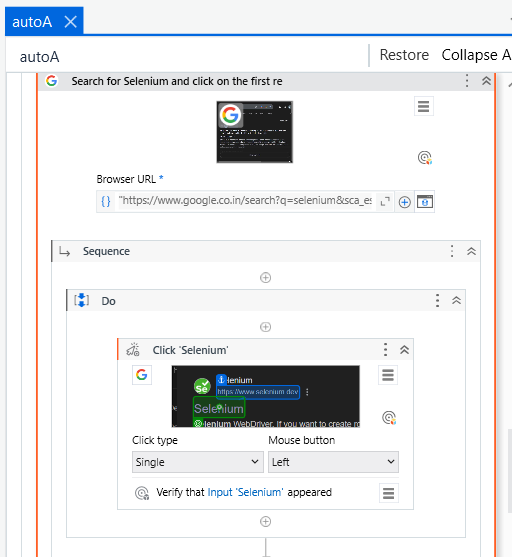 autoA
autoA Restore Collapse A
Search for Selenium and click on the first re
Browser URL *
"https://www.google.co.in/search?q=selenium&sca_es
Sequence
Do
Click 'Selenium'
Se
lenium
https://www.selenium.dev
Selenium
lenium WebDriver. If you want to create ro
Click type Mouse button
Single Left
Verify that Input 'Selenium' appeared